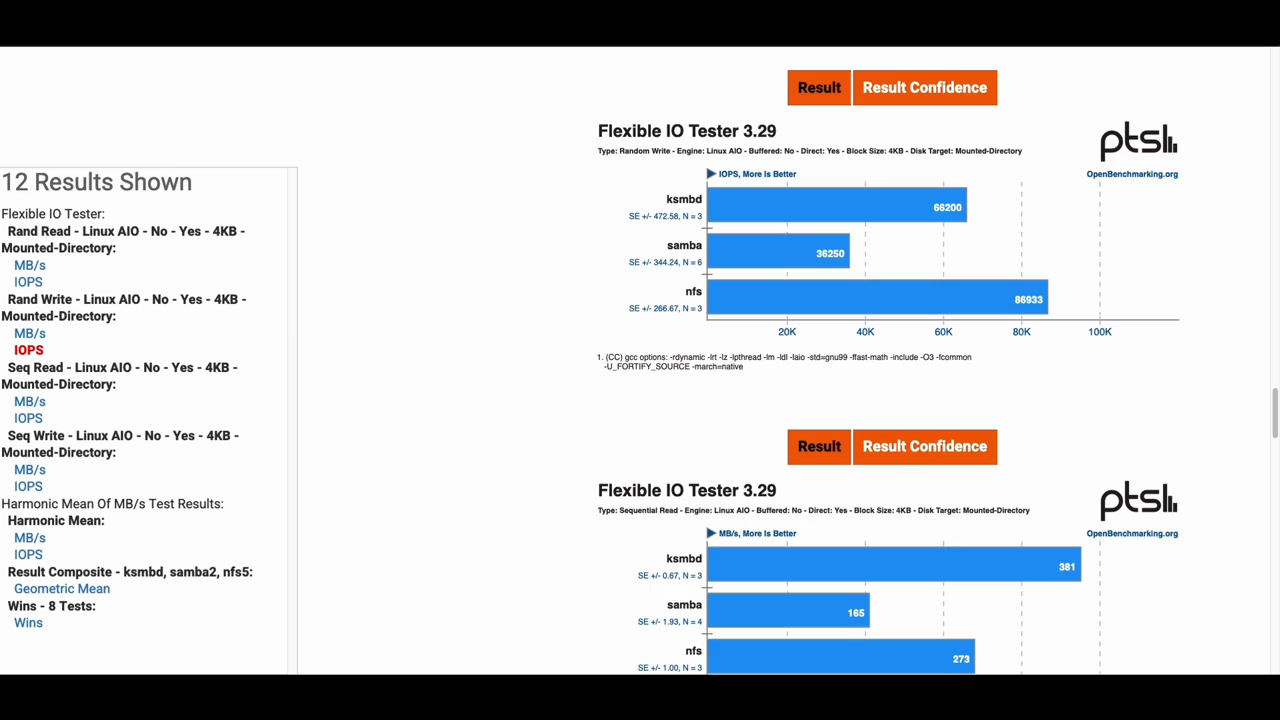 12 Results Shown
Flexible IO Tester:
Rand Read - Linux AIO - No - Yes - 4KB -
Mounted-Directory:
MB/s
IOPS
Rand Write - Linux AIO - No - Yes - 4KB -
Mounted-Directory:
MB/s
IOPS
Seq Read - Linux AIO - No - Yes - 4KB -
Mounted-Directory:
MB/s
IOPS
Seq Write - Linux AIO - No - Yes - 4KB -
Mounted-Directory:
MB/s
IOPS
Harmonic Mean Of MB/s Test Results:
Harmonic Mean:
MB/s
IOPS
Result Composite - ksmbd, samba2, nfs5:
Geometric Mean
Wins - 8 Tests:
Wins
Result Result Confidence
Flexible IO Tester 3.29
Type: Random Write - Engine: Linux AIO - Buffered: No - Direct: Yes - Block Size: 4KB - Disk Target: Mounted-Directory
ptsl
IOPS, More Is Better OpenBenchmarking.org
ksmbd
SE +/- 472.58, N = 3
66200
samba
SE +/- 344.24, N = 6
36250
nfs
SE +/- 266.67, N = 3
86933
20K 40K 60K 80K 100K
1. (CC) gcc options: -rdynamic -lrt -lz -lpthread -lm -ldl -laio -std=gnu99 -ffast-math -include -O3 -fcommon
-U_FORTIFY_SOURCE -march=native
Result Result Confidence
Flexible IO Tester 3.29
Type: Sequential Read - Engine: Linux AIO - Buffered: No - Direct: Yes - Block Size: 4KB - Disk Target: Mounted-Directory
ptsl
MB/s, More Is Better OpenBenchmarking.org
ksmbd
SE +/- 0.67, N = 3
381
samba
SE +/- 1.93, N = 4
165
nfs
SE +/- 1.00, N = 3
273